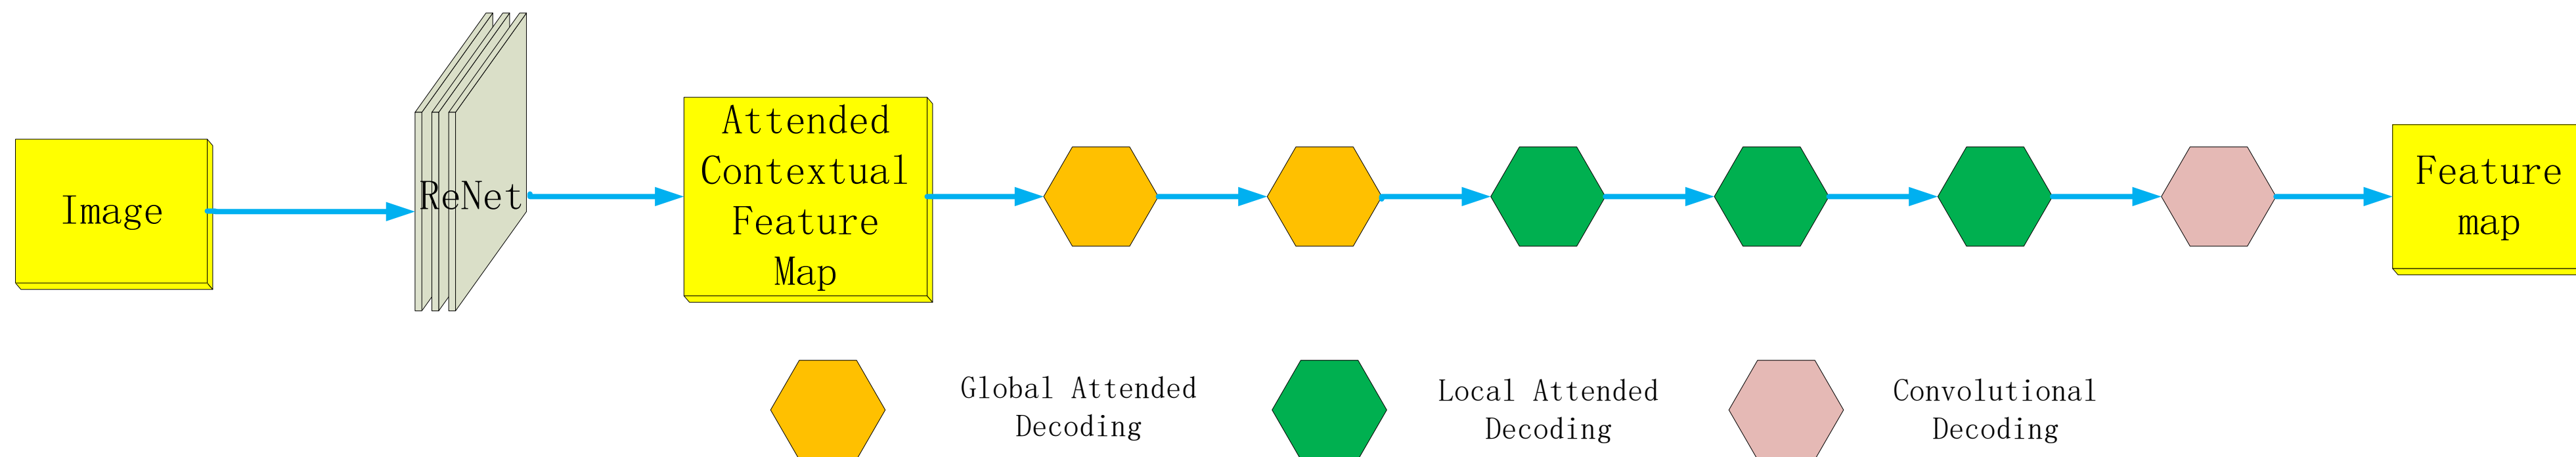 Image
ReNet
Attended
Contextual
Feature
Map
Feature
map
Global Attended
Decoding
Local Attended
Decoding
Convolutional
Decoding